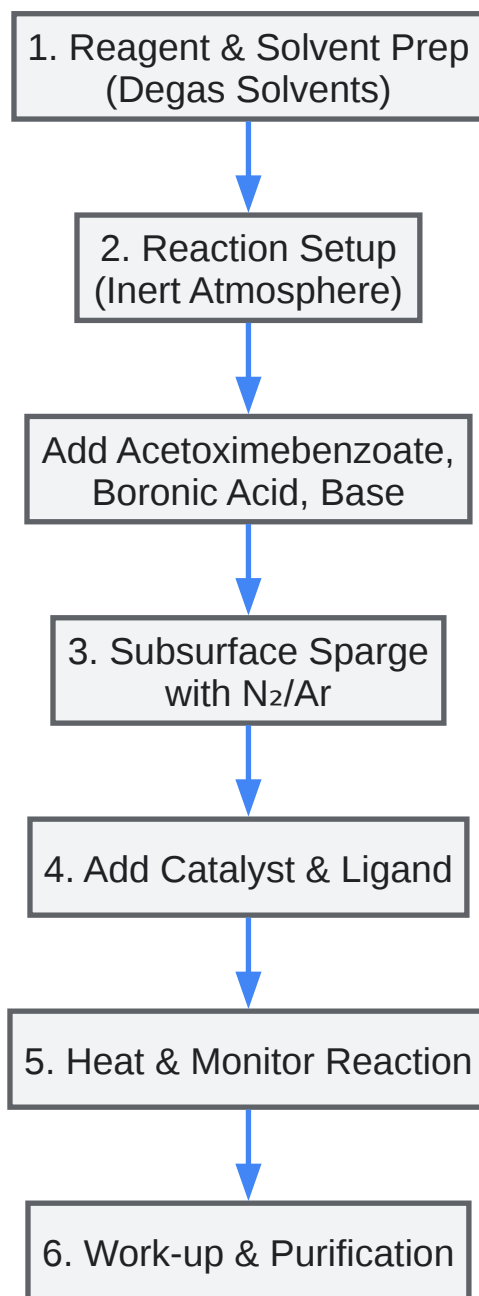 1. Reagent & Solvent Prep
(Degas Solvents)
2. Reaction Setup
(Inert Atmosphere)
Add Acetoximebenzoate,
Boronic Acid, Base
3. Subsurface Sparge
with N₂/Ar
4. Add Catalyst & Ligand
5. Heat & Monitor Reaction
6. Work-up & Purification